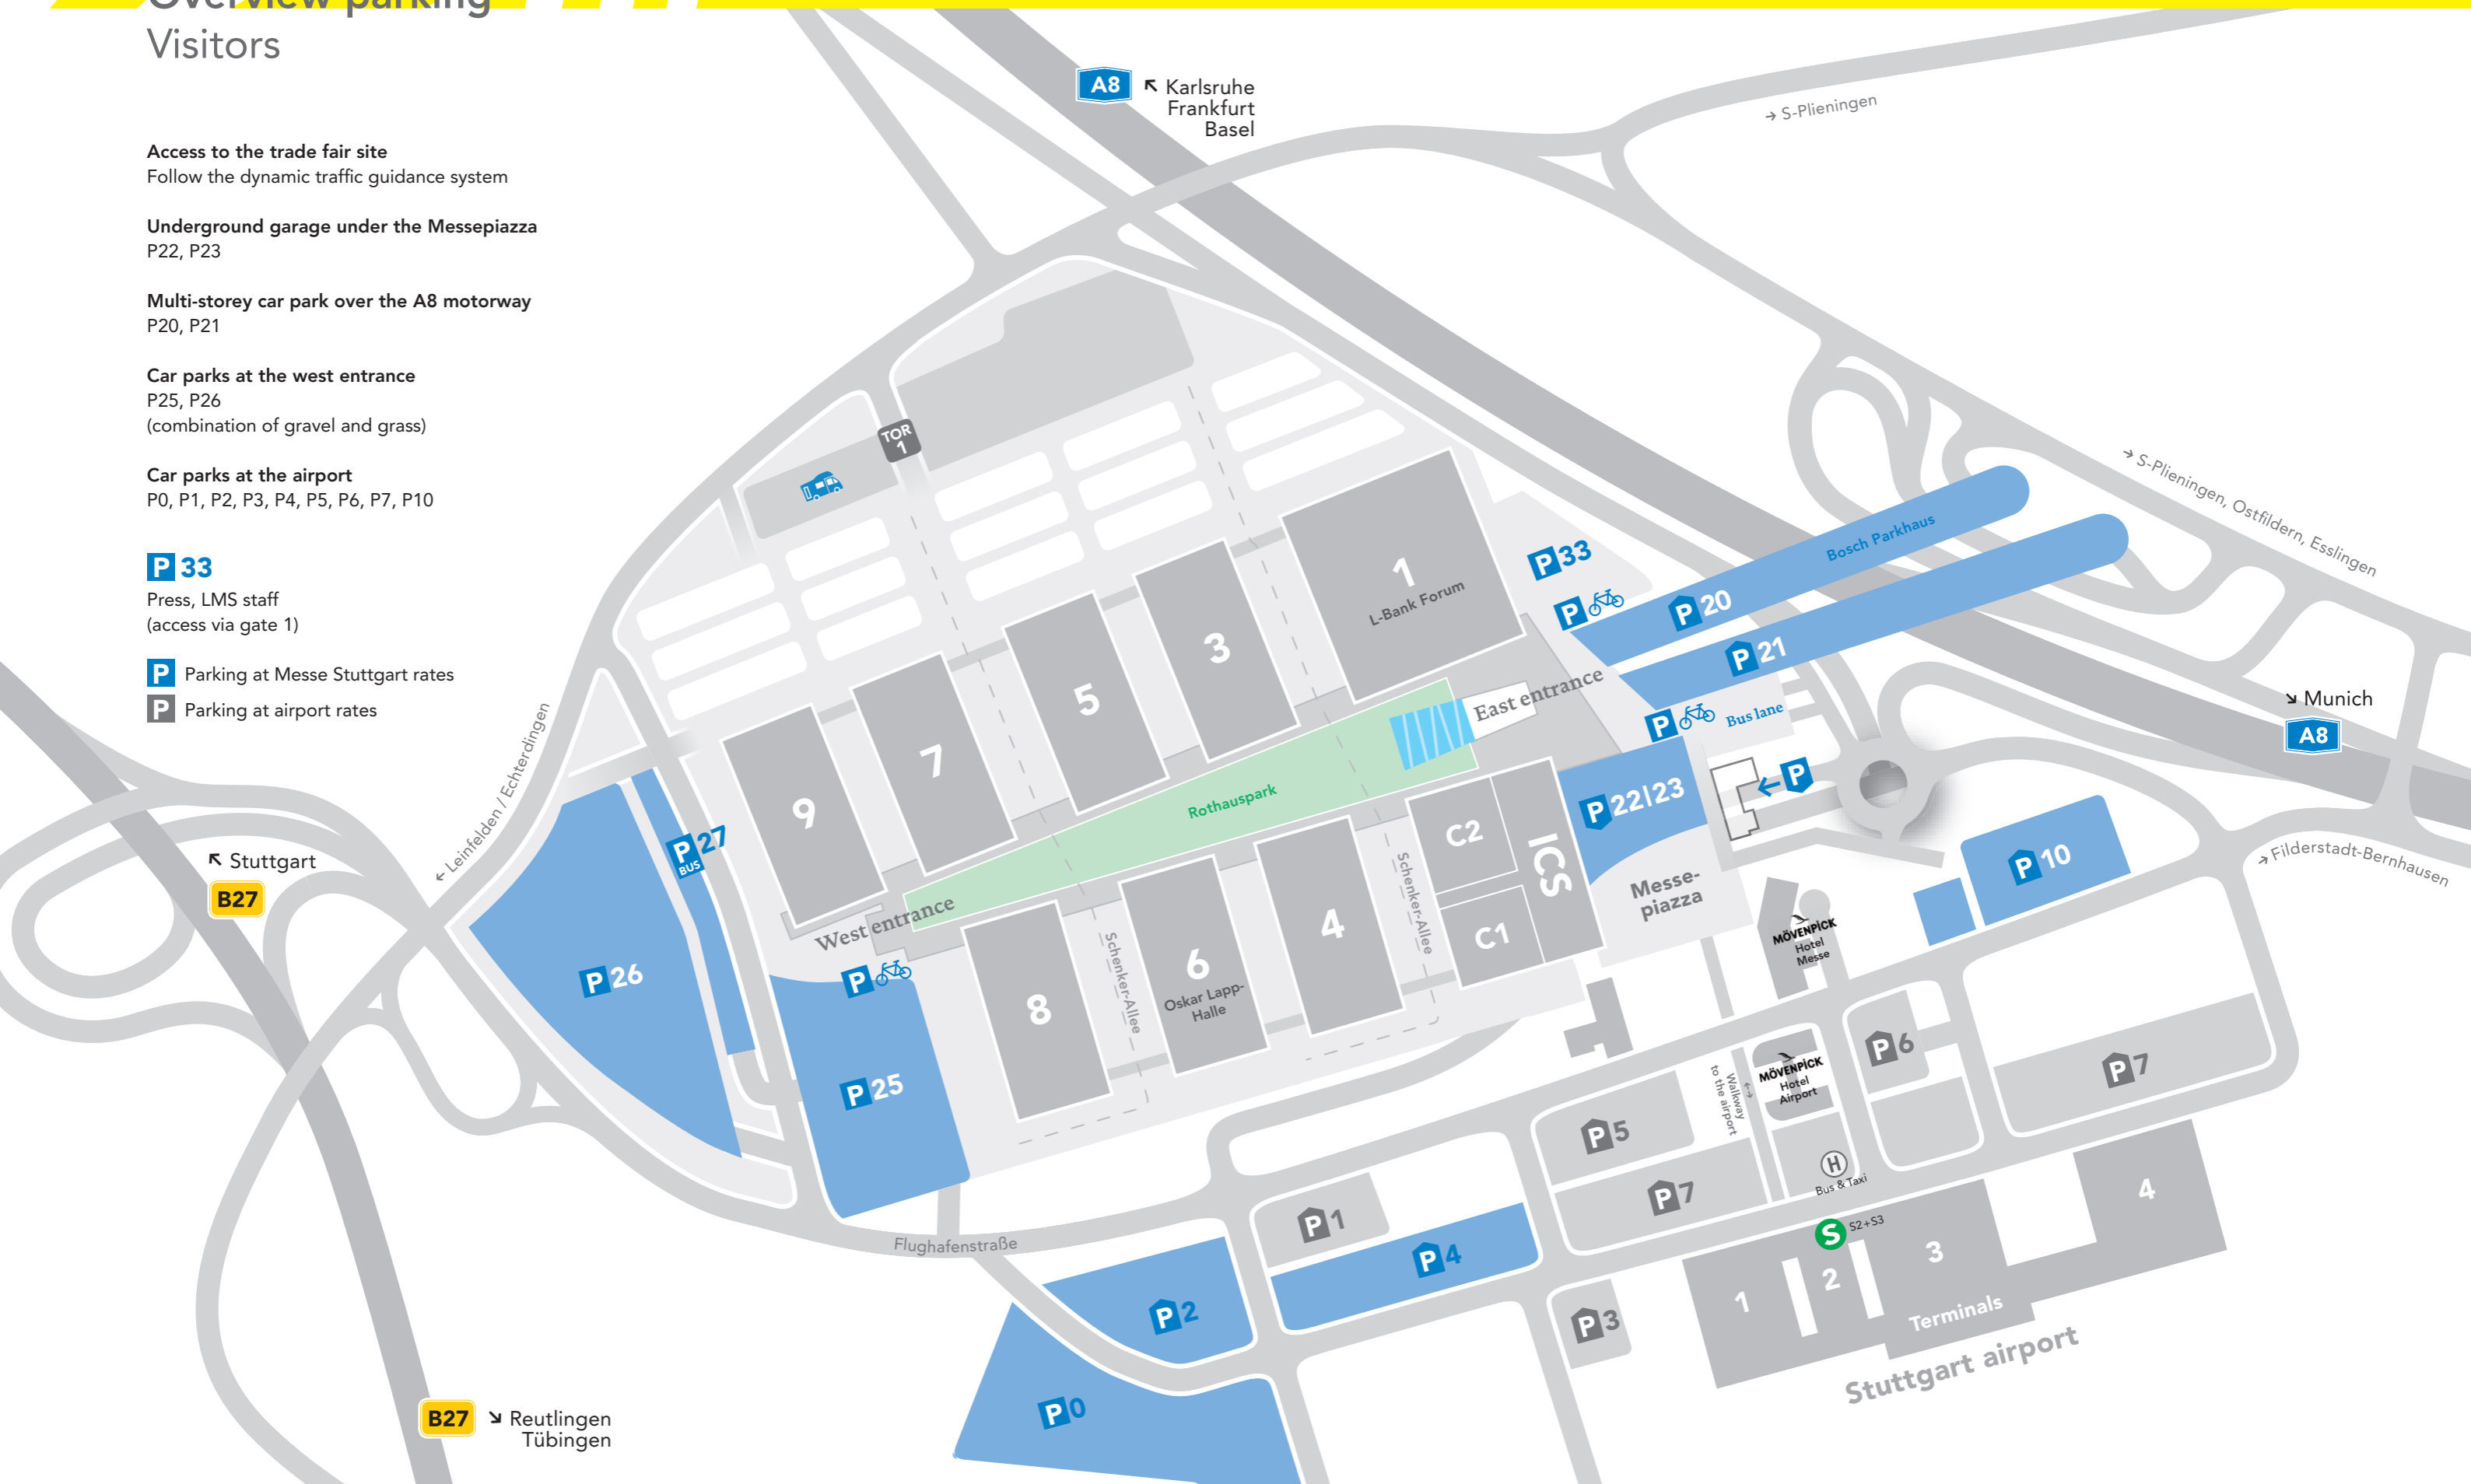 Overview parking
Visitors
Access to the trade fair site
Follow the dynamic traffic guidance system
Underground garage under the Messepiazza
P22, P23
Multi-storey car park over the A8 motorway
P20, P21
Car parks at the west entrance
P25, P26
(combination of gravel and grass)
Car parks at the airport
P0, P1, P2, P3, P4, P5, P6, P7, P10
P 33
Press, LMS staff
(access via gate 1)
P Parking at Messe Stuttgart rates
P Parking at airport rates
A8 ↖ Karlsruhe
Frankfurt
Basel
→ S-Plieningen
→ S-Plieningen, Ostfildern, Esslingen
TOR
1
1
L-Bank Forum
3
5
7
9
P 33
P
Bosch Parkhaus
P 20
P 21
East entrance
P
Bus lane
↘ Munich
A8
← Leinfelden / Echterdingen
↖ Stuttgart
B27
P 27
BUS
Rothauspark
C2
ICS
C1
P 22|23
← P
Messe-
piazza
P 10
→ Filderstadt-Bernhausen
West entrance
P
P 26
P 25
8
Schenker-Allee
6
Oskar Lapp-
Halle
4
Schenker-Allee
MÖVENPICK
Hotel
Messe
P 6
P 7
MÖVENPICK
Hotel
Airport
Walkway
to the airport
P 5
P 7
H
Bus & Taxi
S S2+S3
P 1
P 4
P 2
P 3
P 0
Flughafenstraße
1
2
3
4
Terminals
Stuttgart airport
B27 ↘ Reutlingen
Tübingen